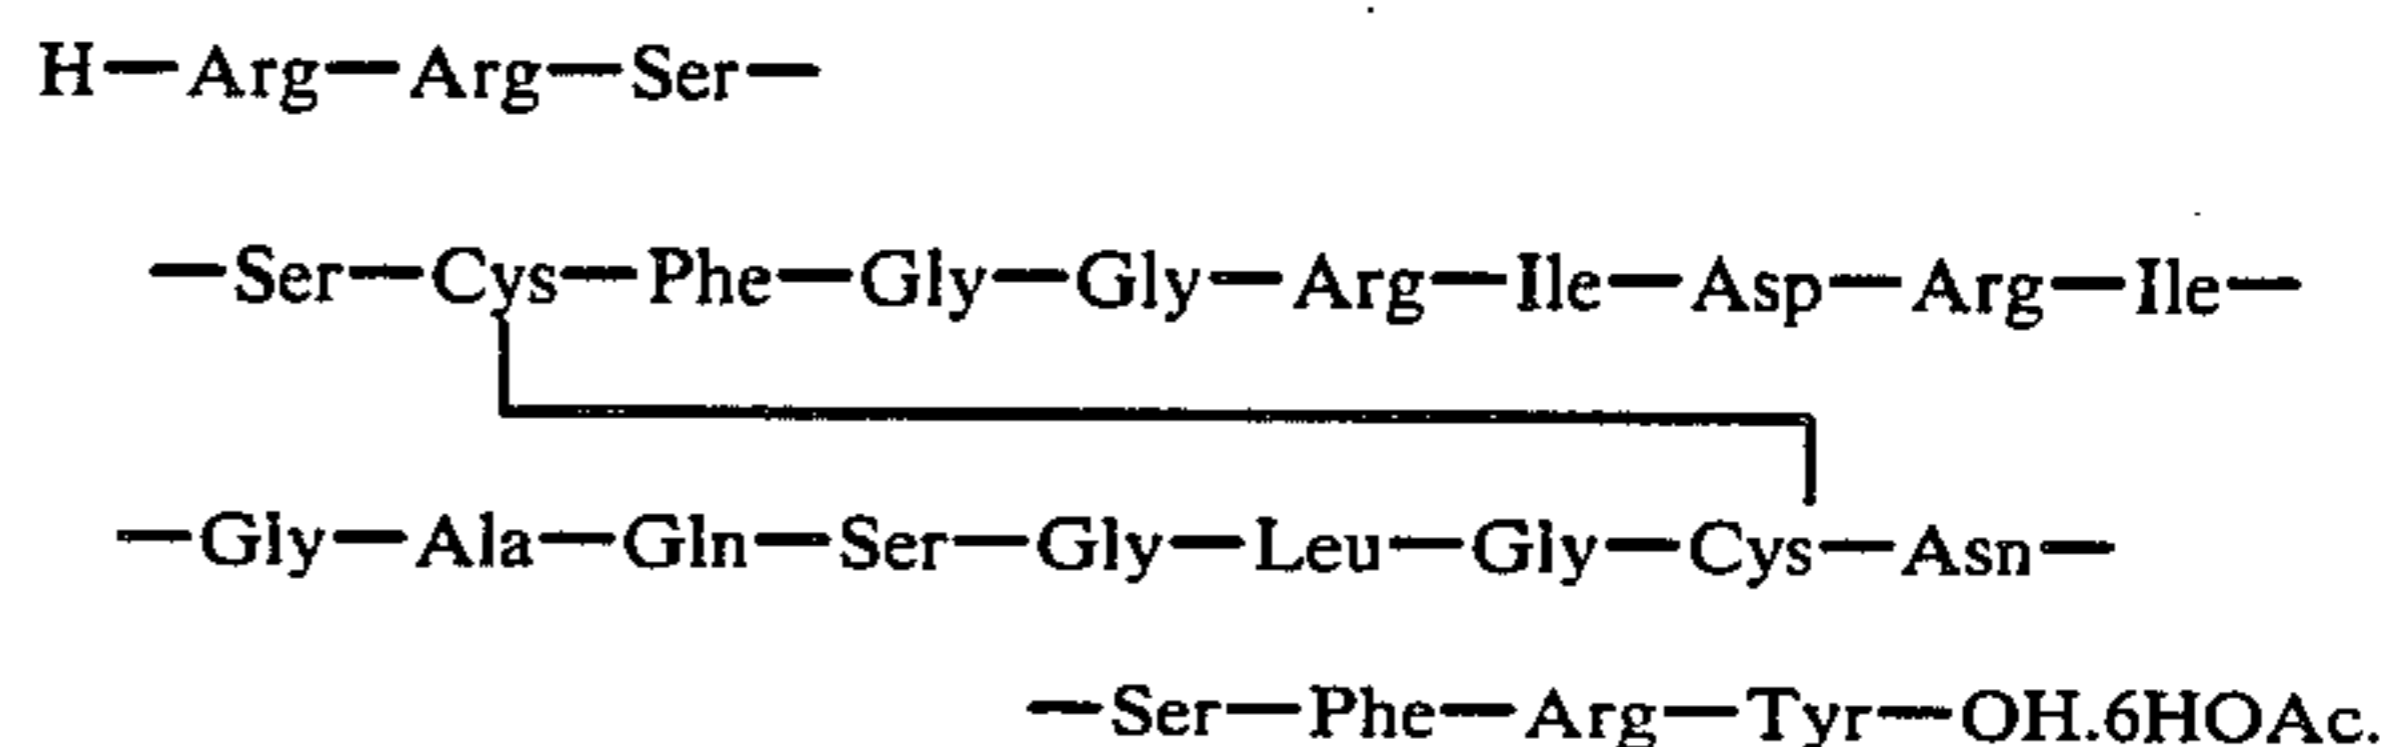 H—Arg—Arg—Ser—
—Ser—Cys—Phe—Gly—Gly—Arg—Ile—Asp—Arg—Ile—
—Gly—Ala—Gln—Ser—Gly—Leu—Gly—Cys—Asn—
—Ser—Phe—Arg—Tyr—OH.6HOAc.